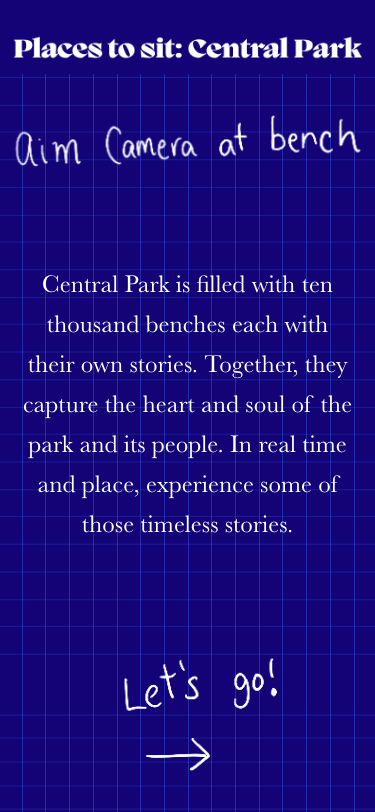 Places to sit: Central Park
aim Camera at bench
Central Park is filled with ten
thousand benches each with
their own stories. Together, they
capture the heart and soul of the
park and its people. In real time
and place, experience some of
those timeless stories.
Let's go!